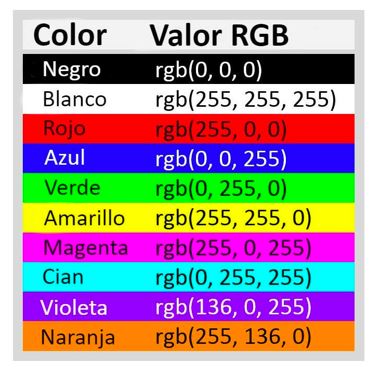 Color Valor RGB
Negro rgb(0, 0, 0)
Blanco rgb(255, 255, 255)
Rojo rgb(255, 0, 0)
Azul rgb(0, 0, 255)
Verde rgb(0, 255, 0)
Amarillo rgb(255, 255, 0)
Magenta rgb(255, 0, 255)
Cian rgb(0, 255, 255)
Violeta rgb(136, 0, 255)
Naranja rgb(255, 136, 0)